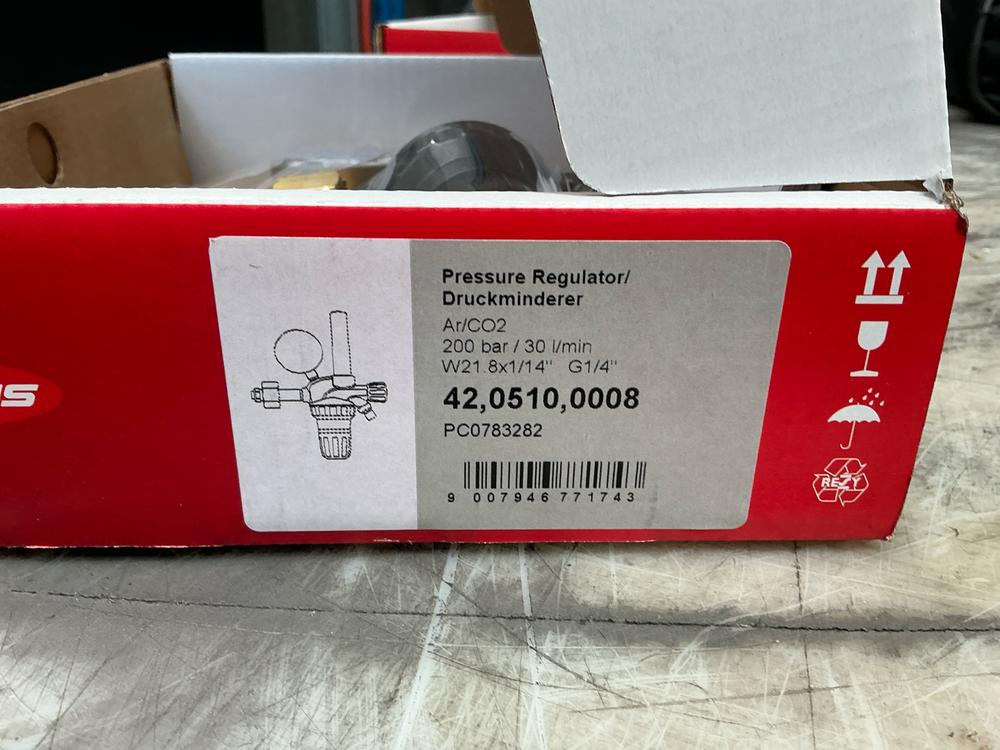 Pressure Regulator/
Druckminderer
Ar/CO2
200 bar / 30 l/min
W21.8x1/14" G1/4"
42,0510,0008
PC0783282
9 007946 771743
RESY